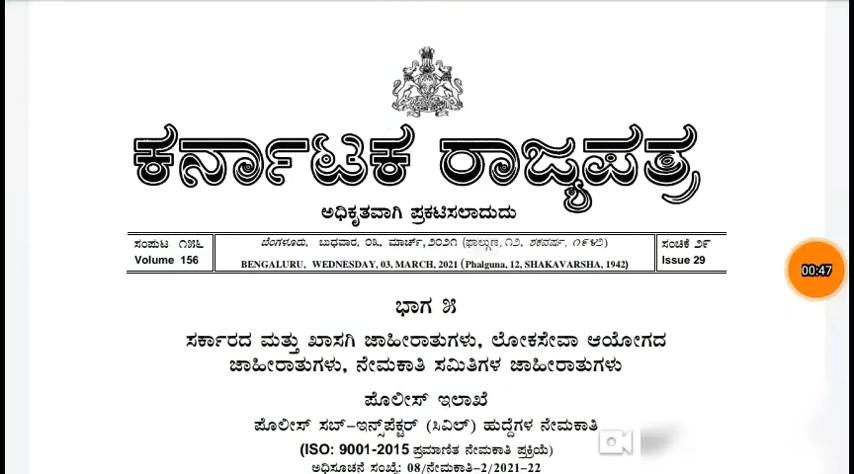 ಕರ್ನಾಟಕ ರಾಜ್ಯಪತ್ರ
ಅಧಿಕೃತವಾಗಿ ಪ್ರಕಟಿಸಲಾದುದು
ಸಂಪುಟ ೧೫೬
Volume 156
ಬೆಂಗಳೂರು, ಬುಧವಾರ, ೦೩, ಮಾರ್ಚ್, ೨೦೨೧ (ಫಾಲ್ಗುಣ, ೧೨, ಶಕವರ್ಷ, ೧೯೪೨)
BENGALURU, WEDNESDAY, 03, MARCH, 2021 (Phalguna, 12, SHAKAVARSHA, 1942)
ಸಂಚಿಕೆ ೨೯
Issue 29
00:47
ಭಾಗ ೫
ಸರ್ಕಾರದ ಮತ್ತು ಖಾಸಗಿ ಜಾಹೀರಾತುಗಳು, ಲೋಕಸೇವಾ ಆಯೋಗದ
ಜಾಹೀರಾತುಗಳು, ನೇಮಕಾತಿ ಸಮಿತಿಗಳ ಜಾಹೀರಾತುಗಳು
ಪೊಲೀಸ್ ಇಲಾಖೆ
ಪೊಲೀಸ್ ಸಬ್-ಇನ್ಸ್‌ಪೆಕ್ಟರ್ (ಸಿವಿಲ್) ಹುದ್ದೆಗಳ ನೇಮಕಾತಿ
(ISO: 9001-2015 ಪ್ರಮಾಣಿತ ನೇಮಕಾತಿ ಪ್ರಕ್ರಿಯೆ)
ಅಧಿಸೂಚನೆ ಸಂಖ್ಯೆ: 08/ನೇಮಕಾತಿ-2/2021-22